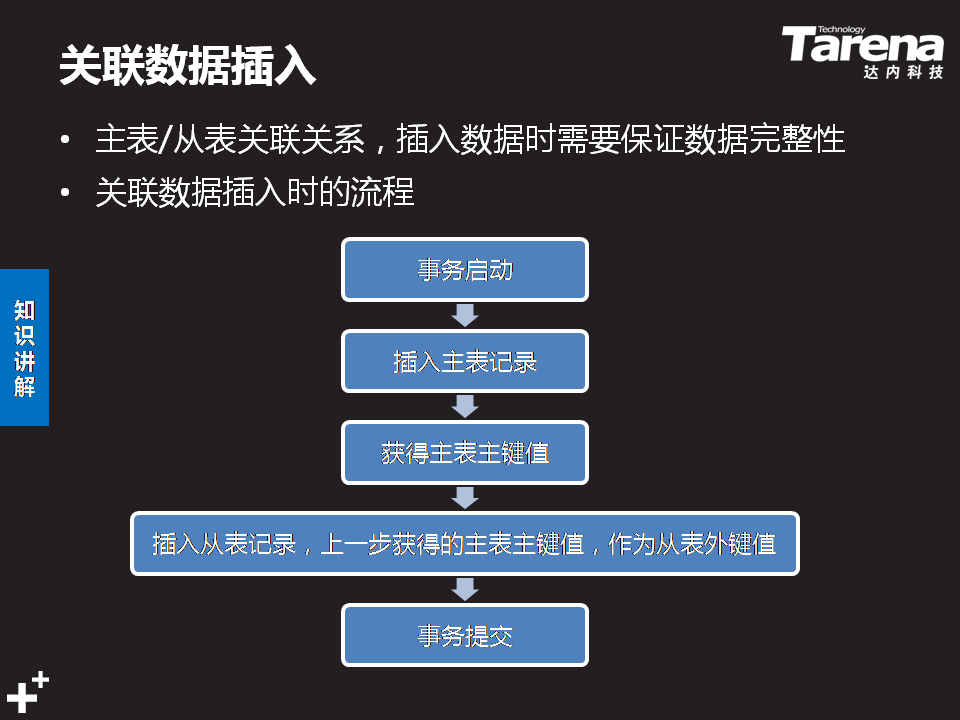 关联数据插入
Technology
Tarena
达内科技
• 主表/从表关联关系，插入数据时需要保证数据完整性
• 关联数据插入时的流程
知识讲解
事务启动
插入主表记录
获得主表主键值
插入从表记录，上一步获得的主表主键值，作为从表外键值
事务提交